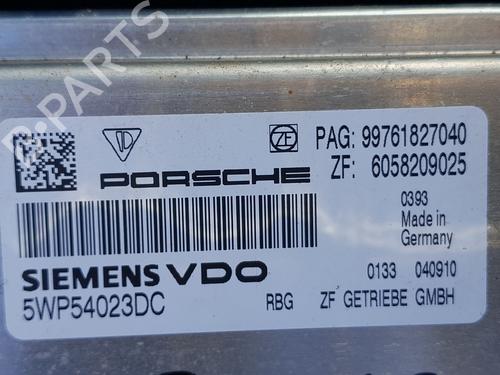 B-PARTS
ZF
PAG: 99761827040
ZF: 6058209025
PORSCHE
0393
Made in
Germany
SIEMENS VDO
0133 040910
5WP54023DC
RBG ZF GETRIEBE GMBH